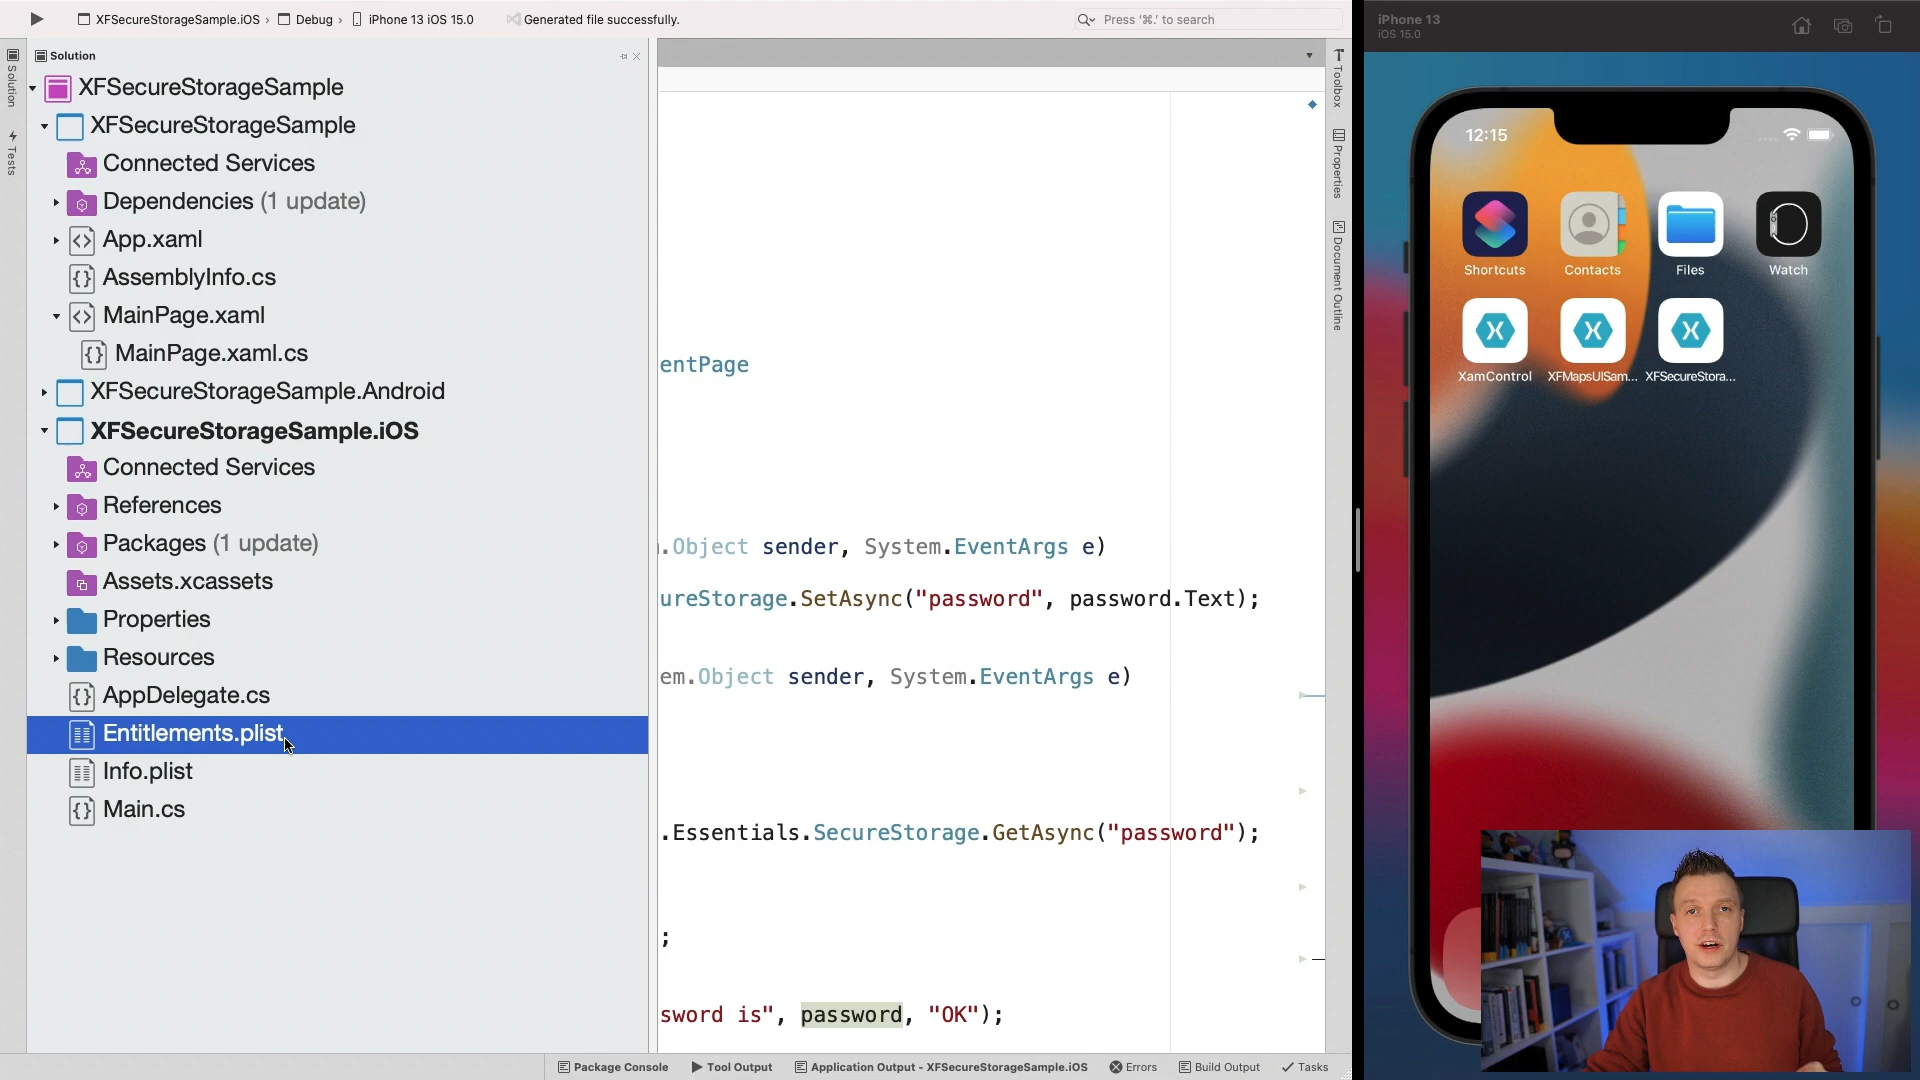 XFSecureStorageSample.iOS › Debug › iPhone 13 iOS 15.0
Generated file successfully.
Press '⌘.' to search
Solution
Tests
Solution
XFSecureStorageSample
XFSecureStorageSample
Connected Services
Dependencies (1 update)
App.xaml
AssemblyInfo.cs
MainPage.xaml
MainPage.xaml.cs
XFSecureStorageSample.Android
XFSecureStorageSample.iOS
Connected Services
References
Packages (1 update)
Assets.xcassets
Properties
Resources
AppDelegate.cs
Entitlements.plist
Info.plist
Main.cs
entPage
.Object sender, System.EventArgs e)
ureStorage.SetAsync("password", password.Text);
em.Object sender, System.EventArgs e)
.Essentials.SecureStorage.GetAsync("password");
;
sword is", password, "OK");
Toolbox
Properties
Document Outline
Package Console
Tool Output
Application Output - XFSecureStorageSample.iOS
Errors
Build Output
Tasks
iPhone 13
iOS 15.0
12:15
Shortcuts
Contacts
Files
Watch
XamControl
XFMapsUISam...
XFSecureStora...